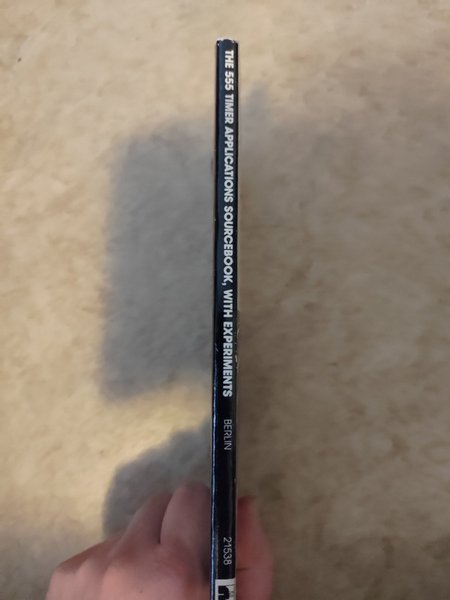 THE 555 TIMER APPLICATIONS SOURCEBOOK, WITH EXPERIMENTS
BERLIN
21538